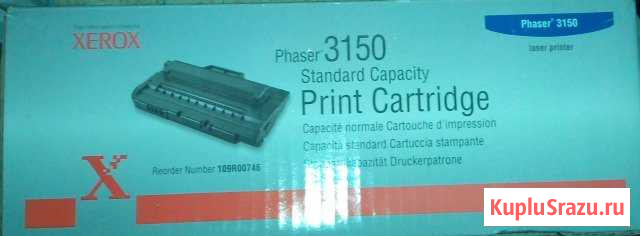 XEROX
Phaser® 3150
laser printer
Phaser 3150
Standard Capacity
Print Cartridge
Capacité normale Cartouche d'impression
Capacità standard Cartuccia stampante
Druckerpatrone
Reorder Number 109R00746
X
KupluSrazu.ru